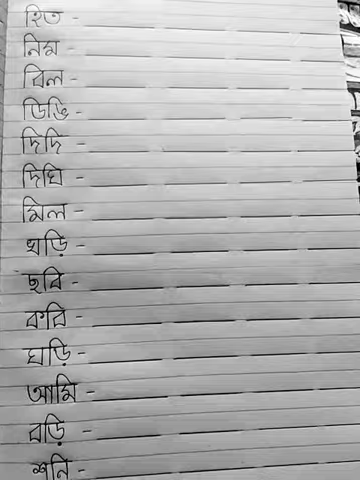 হিত -
নিম -
বিল -
ডিঙি -
দিদি -
দিঘি -
মিল -
খড়ি -
ছবি -
কবি -
ঘড়ি -
আমি -
বড়ি -
শনি -